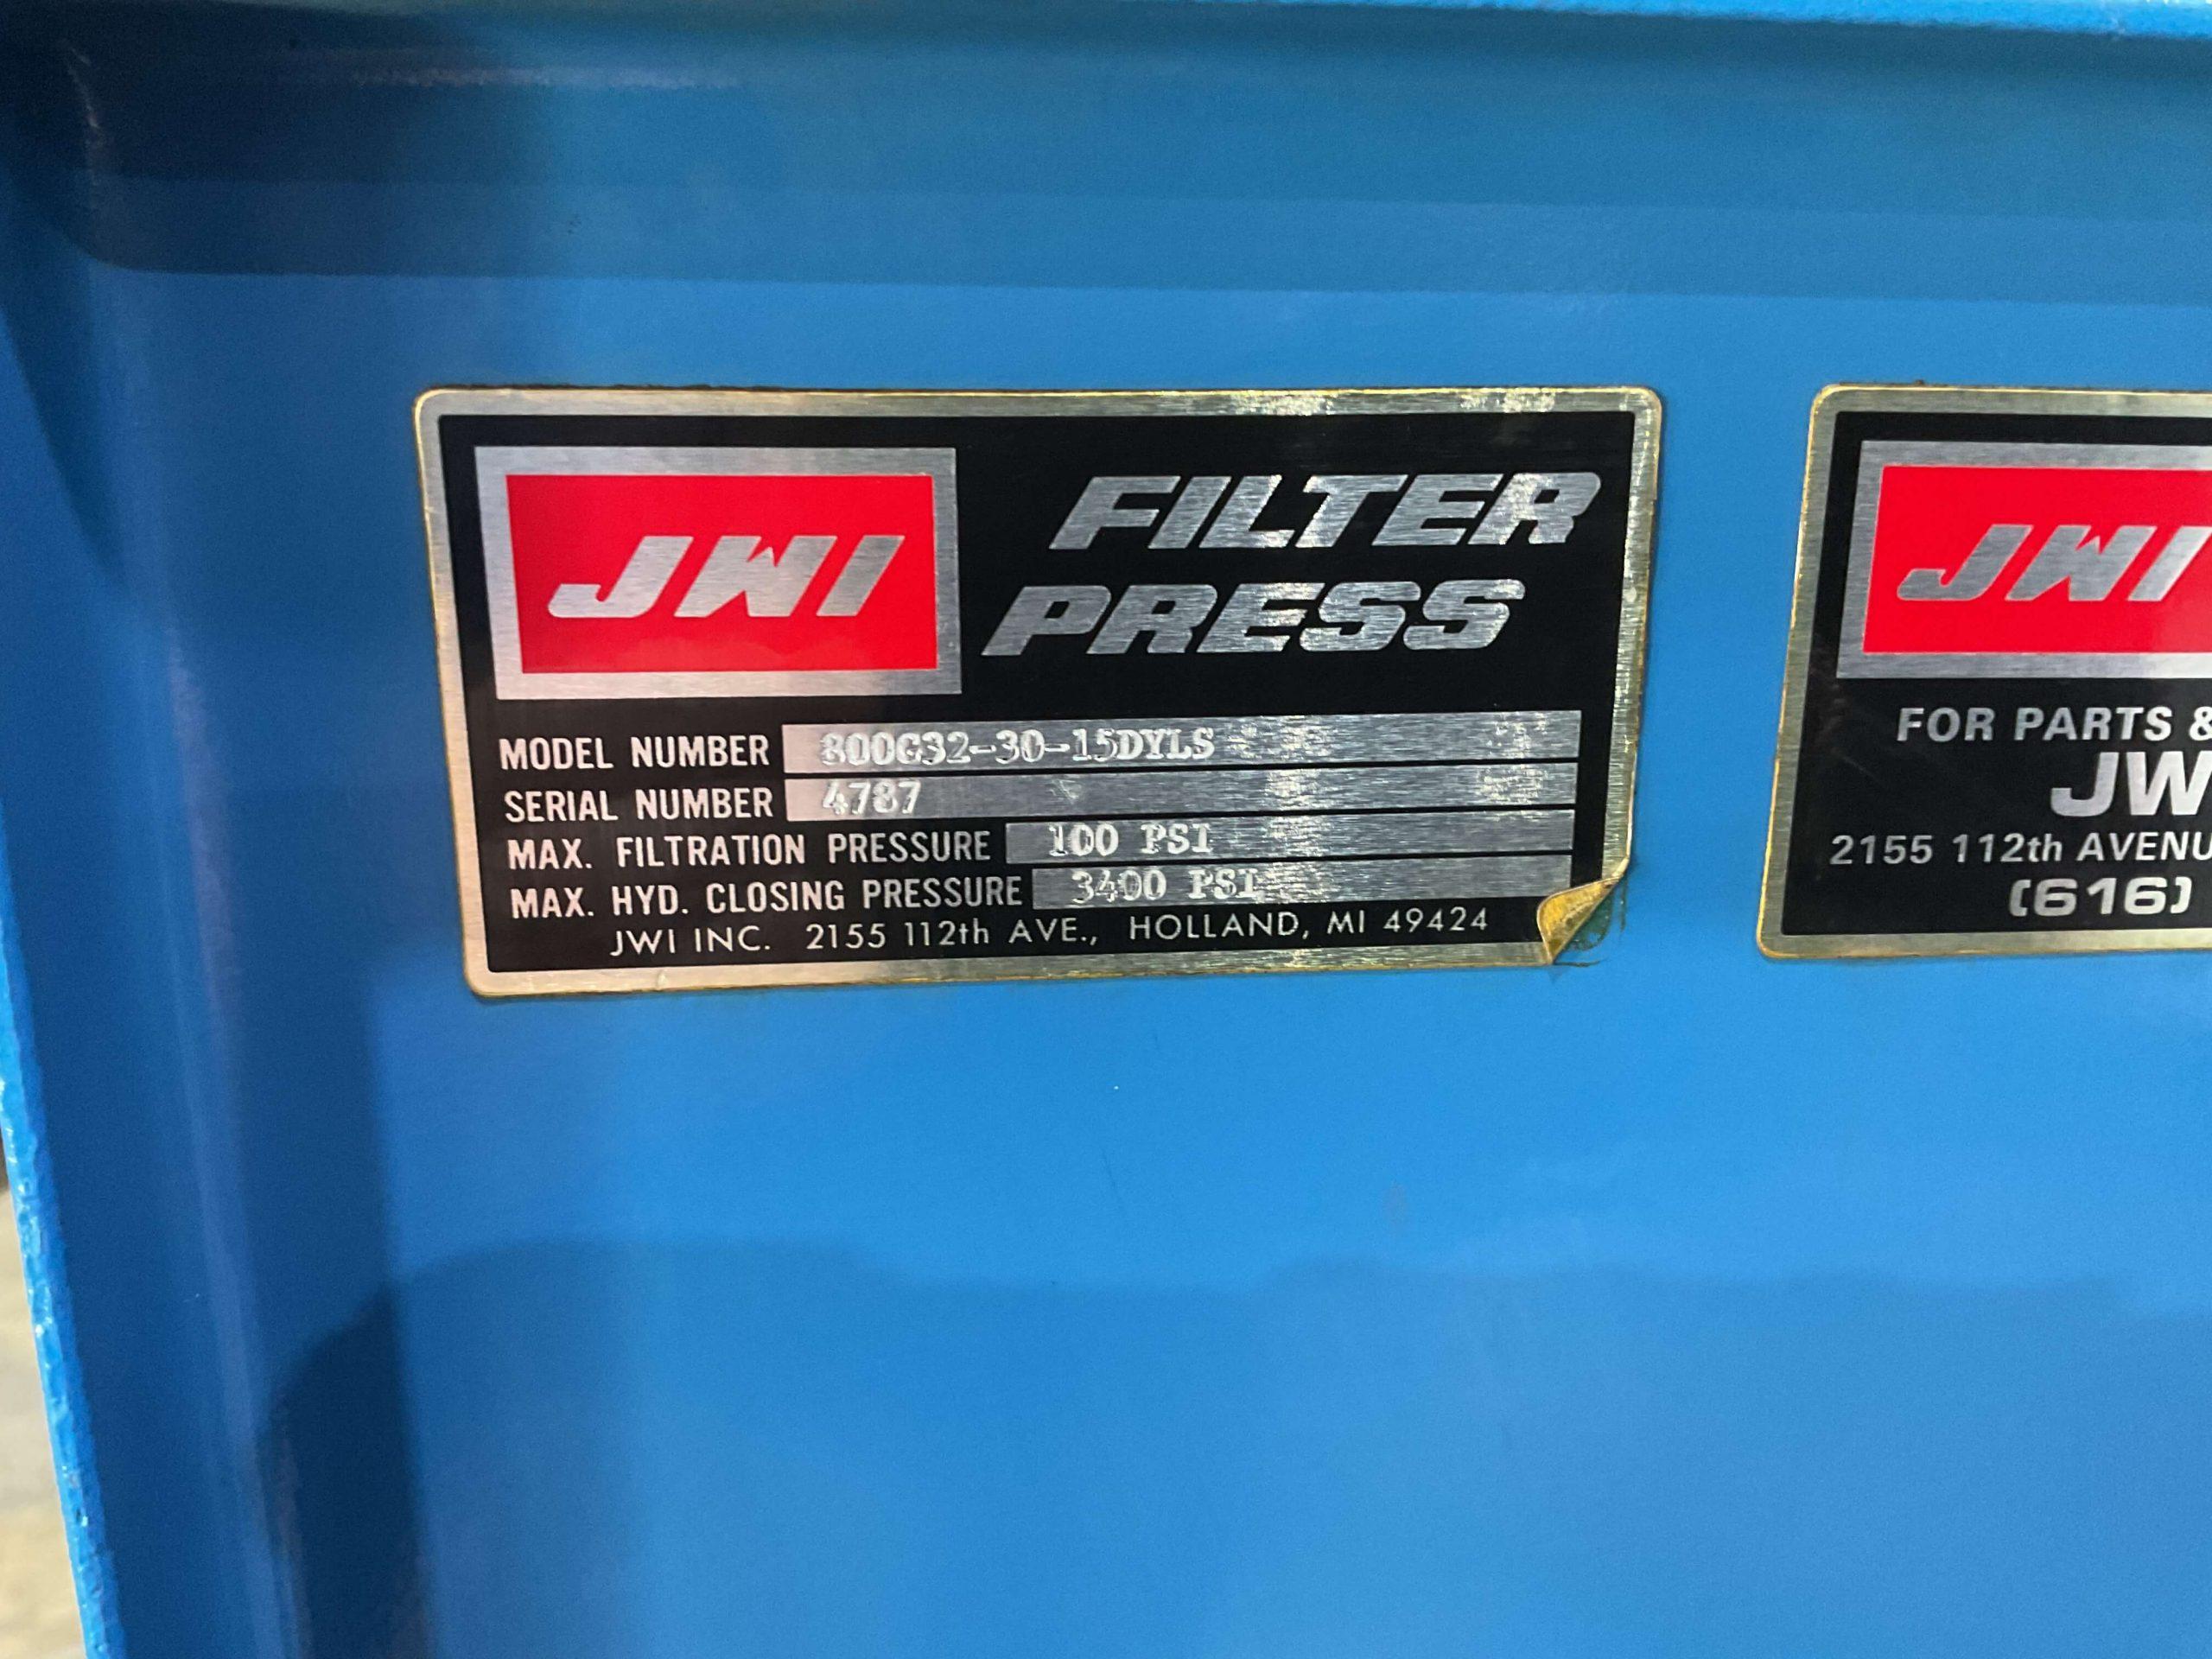 JWI
FILTER
PRESS
MODEL NUMBER 800G32-30-15DYLS
SERIAL NUMBER 4787
MAX. FILTRATION PRESSURE 100 PSI
MAX. HYD. CLOSING PRESSURE 3400 PSI
JWI INC. 2155 112th AVE., HOLLAND, MI 49424
JWI
FOR PARTS &
JW
2155 112th AVENU
(616)